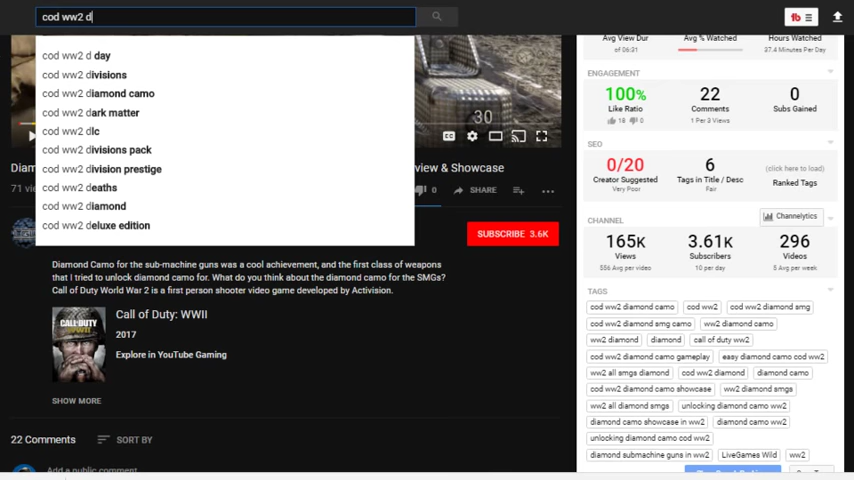 cod ww2 d
fb
cod ww2 d day
cod ww2 divisions
cod ww2 diamond camo
cod ww2 dark matter
cod ww2 dlc
cod ww2 divisions pack
cod ww2 division prestige
cod ww2 deaths
cod ww2 diamond
cod ww2 deluxe edition
30
Diam
view & Showcase
71 vi
0
SHARE
SUBSCRIBE 3.6K
Diamond Camo for the sub-machine guns was a cool achievement, and the first class of weapons
that I tried to unlock diamond camo for. What do you think about the diamond camo for the SMGs?
Call of Duty World War 2 is a first person shooter video game developed by Activision.
CALL OF DUTY
WWII
Call of Duty: WWII
2017
Explore in YouTube Gaming
SHOW MORE
22 Comments
SORT BY
Add a public comment
Avg View Dur
Avg % Watched
Hours Watched
of 06:31
37.4 Minutes Per Day
ENGAGEMENT
100%
22
0
Like Ratio
Comments
Subs Gained
18
0
1 Per 3 Views
SEO
0/20
6
(click here to load)
Creator Suggested
Tags in Title / Desc
Ranked Tags
Very Poor
Fair
CHANNEL
Channelytics
165K
3.61K
296
Views
Subscribers
Videos
556 Avg per video
10 per day
5 Avg per week
TAGS
cod ww2 diamond camo
cod ww2
cod ww2 diamond smg
cod ww2 diamond smg camo
ww2 diamond camo
ww2 diamond
diamond
call of duty ww2
cod ww2 diamond camo gameplay
easy diamond camo cod ww2
ww2 all smgs diamond
cod ww2 diamond
diamond camo
cod ww2 diamond camo showcase
ww2 diamond smgs
ww2 all diamond smgs
unlocking diamond camo ww2
diamond camo showcase in ww2
diamond camo ww2
unlocking diamond camo cod ww2
diamond submachine guns in ww2
LiveGames Wild
ww2